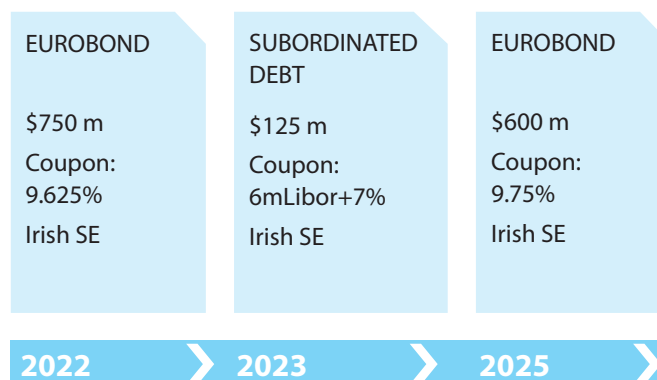 EUROBOND
$750 m
Coupon:
9.625%
Irish SE
2022
SUBORDINATED
DEBT
$125 m
Coupon:
6mLibor+7%
Irish SE
2023
EUROBOND
$600 m
Coupon:
9.75%
Irish SE
2025